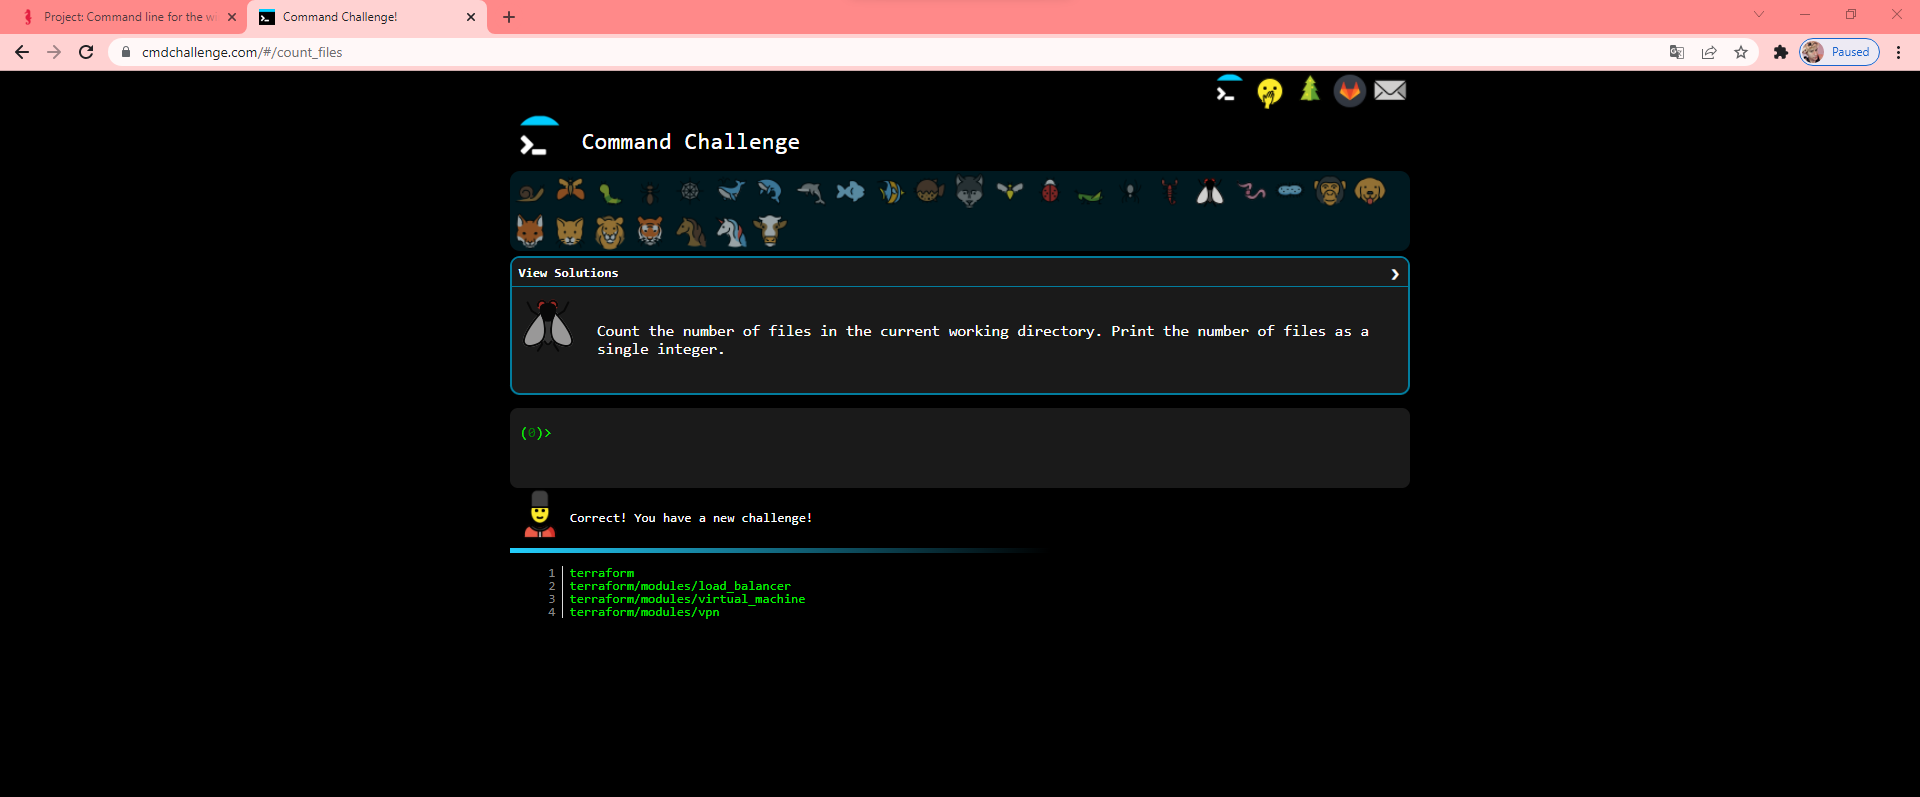 Project: Command line for the w
Command Challenge!
cmdchallenge.com/#/count_files
Paused
Command Challenge
View Solutions
Count the number of files in the current working directory. Print the number of files as a
single integer.
(0)>
Correct! You have a new challenge!
1 terraform
2 terraform/modules/load_balancer
3 terraform/modules/virtual_machine
4 terraform/modules/vpn